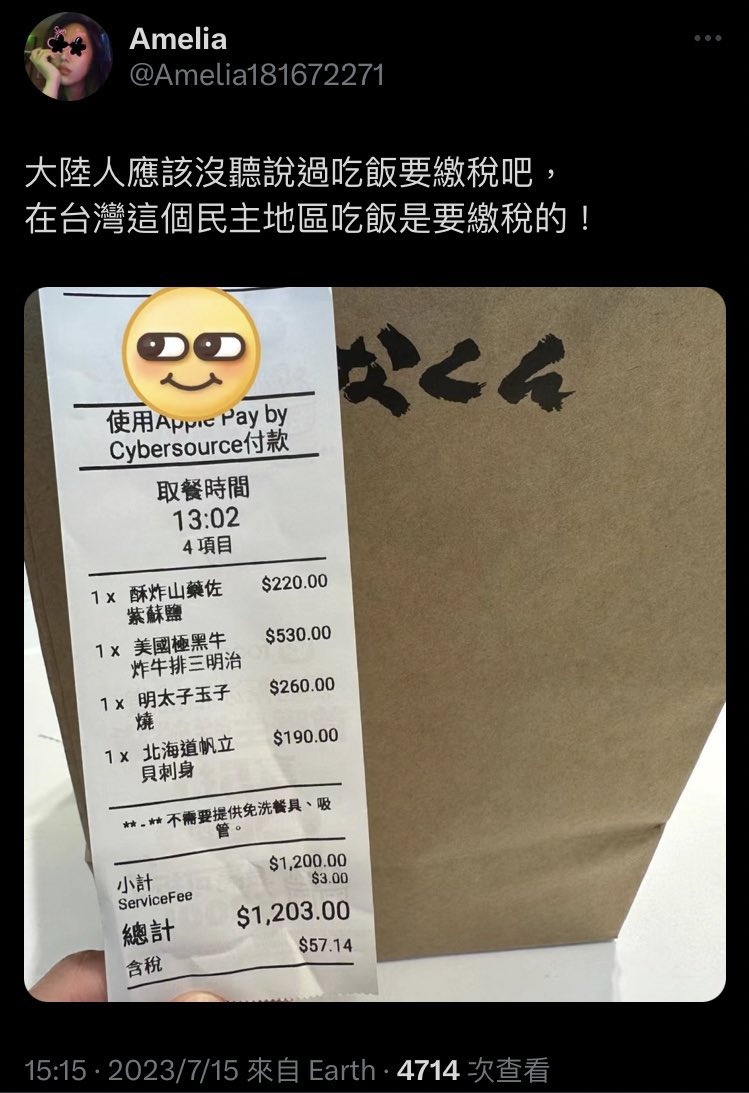 Amelia
@Amelia181672271
大陸人應該沒聽說過吃飯要繳稅吧，
在台灣這個民主地區吃飯是要繳稅的！
くん
使用Apple Pay by
Cybersource付款
取餐時間
13:02
4 項目
1 x 酥炸山藥佐 $220.00
紫蘇鹽
1 x 美國極黑牛 $530.00
炸牛排三明治
1 x 明太子玉子 $260.00
燒
1 x 北海道帆立 $190.00
貝刺身
** - ** 不需要提供免洗餐具、吸
管。
小計 $1,200.00
ServiceFee $3.00
總計 $1,203.00
含稅 $57.14
15:15 · 2023/7/15 來自 Earth · 4714 次查看